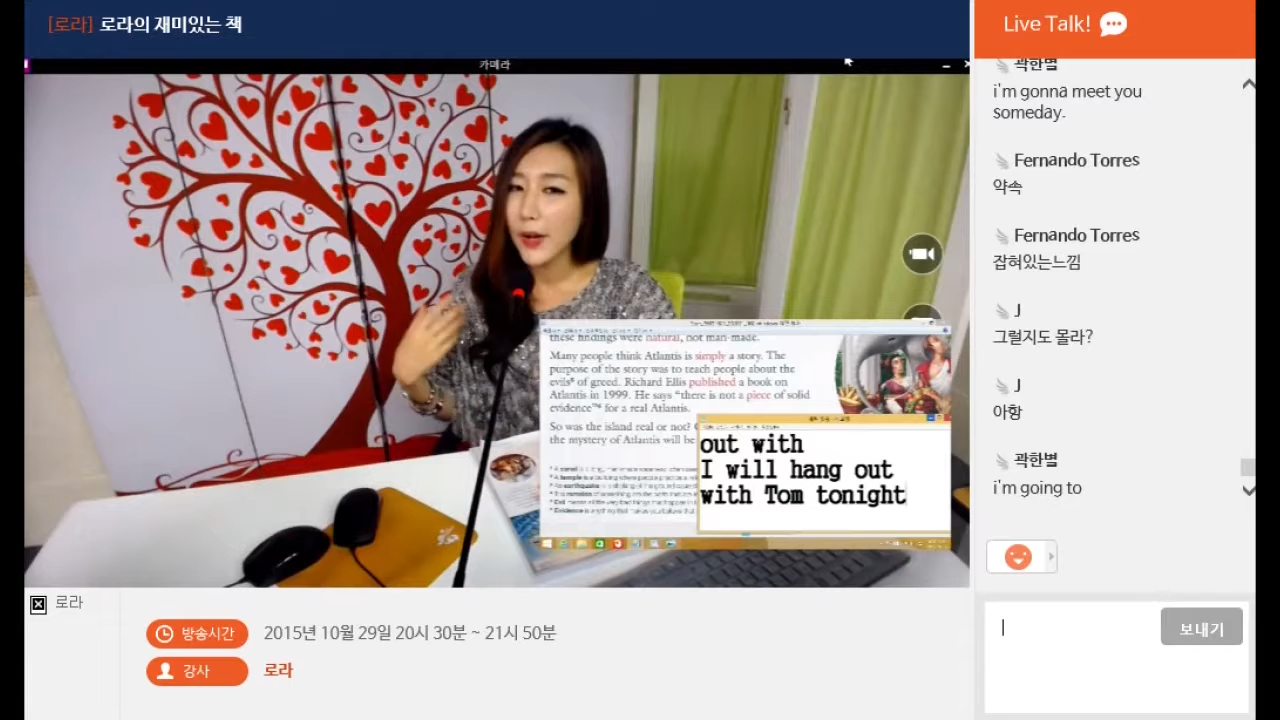 [로라] 로라의 재미있는 책
Live Talk!
카메라
곽한별
i'm gonna meet you
someday.
Fernando Torres
약속
Fernando Torres
잡혀있는느낌
J
그럴지도 몰라?
J
아항
곽한별
i'm going to
these findings were natural, not man-made.
Many people think Atlantis is simply a story. The
purpose of the story was to teach people about the
evils of greed. Richard Ellis published a book on
Atlantis in 1999. He says "there is not a piece of solid
evidence" for a real Atlantis.
So was the island real or not?
the mystery of Atlantis will be
out with
I will hang out
with Tom tonight
로라
방송시간 2015년 10월 29일 20시 30분 ~ 21시 50분
강사 로라
보내기